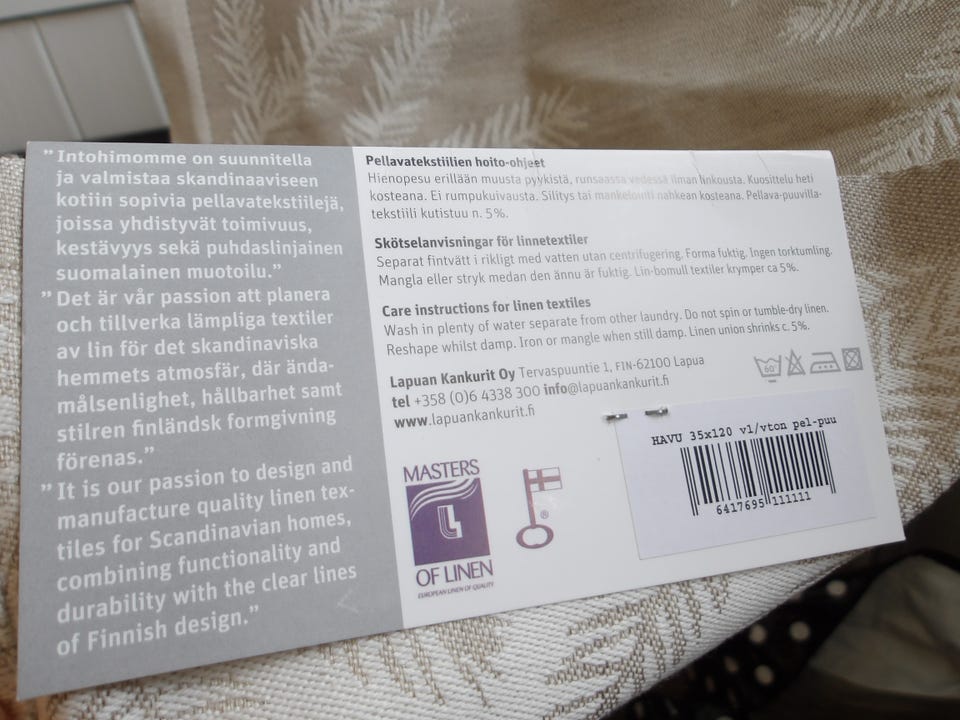 ”Intohimomme on suunnitella
ja valmistaa skandinaaviseen
kotiin sopivia pellavatekstiilejä,
joissa yhdistyvät toimivuus,
kestävyys sekä puhdaslinjainen
suomalainen muotoilu.”
”Det är vår passion att planera
och tillverka lämpliga textiler
av lin för det skandinaviska
hemmets atmosfär, där ända-
målsenlighet, hållbarhet samt
stilren finländsk formgivning
förenas.”
”It is our passion to design and
manufacture quality linen tex-
tiles for Scandinavian homes,
combining functionality and
durability with the clear lines
of Finnish design.”
Pellavatekstiilien hoito-ohjeet
Hienopesu erillään muusta pyykistä, runsaassa vedessä ilman linkousta. Kuosittelu heti
kosteana. Ei rumpukuivausta. Silitys tai mankelointi nahkean kosteana. Pellava-puuvilla-
tekstiili kutistuu n. 5%.
Skötselanvisningar för linnetextiler
Separat fintvätt i rikligt med vatten utan centrifugering. Forma fuktig. Ingen torktumling.
Mangla eller stryk medan den ännu är fuktig. Lin-bomull textiler krymper ca 5%.
Care instructions for linen textiles
Wash in plenty of water separate from other laundry. Do not spin or tumble-dry linen.
Reshape whilst damp. Iron or mangle when still damp. Linen union shrinks c. 5%.
Lapuan Kankurit Oy Tervaspuuntie 1, FIN-62100 Lapua
tel +358 (0)6 4338 300 info@lapuankankurit.fi
www.lapuankankurit.fi
60
MASTERS
OF LINEN
EUROPEAN LINEN OF QUALITY
®
HAVU 35x120 vl/vton pel-puu
6417695 111111